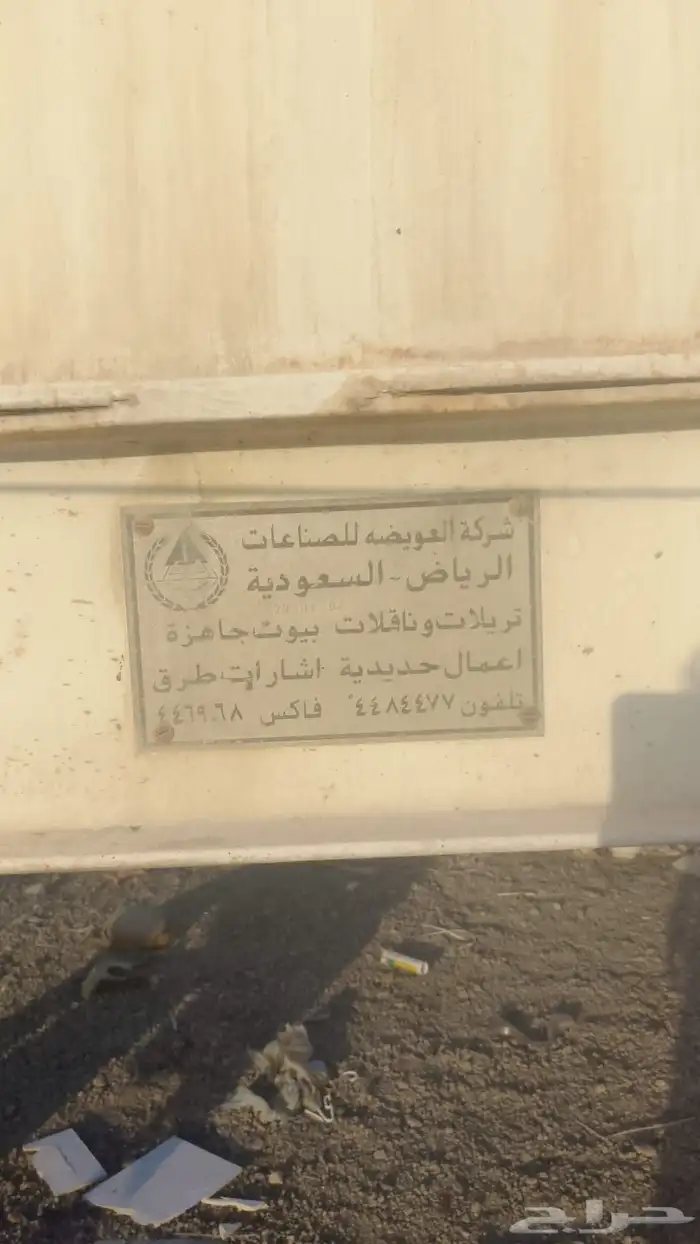 شركة العويضه للصناعات
الرياض - السعودية
تريلات وناقلات بيوت جاهزة
اعمال حديدية اشارات طرق
تلفون ٤٤٨٤٤٧٧ فاكس ٤٤٦٩٠٦٨
حراج